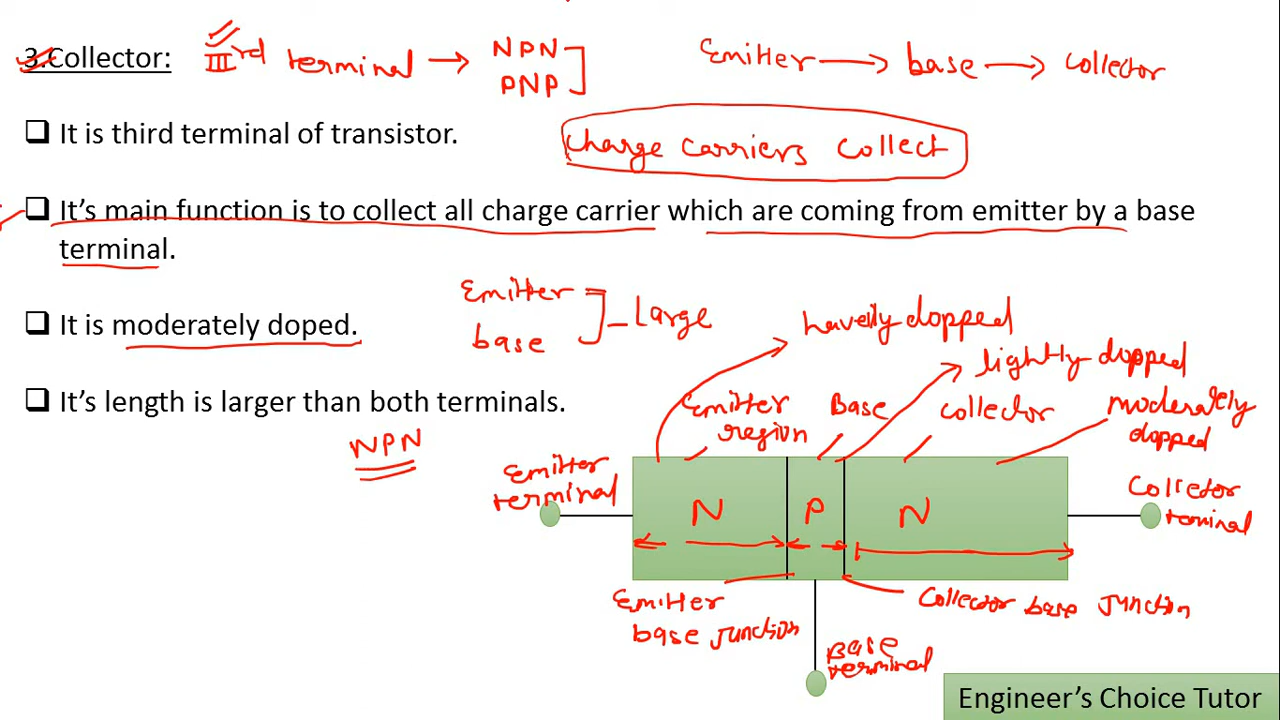 3.Collector: IIIrd terminal → NPN
PNP
Emitter → base → collector
❑ It is third terminal of transistor.
charge carriers collect
❑ It's main function is to collect all charge carrier which are coming from emitter by a base
terminal.
Emitter
base
Large
❑ It is moderately doped.
haveily dopped
lightly dopped
❑ It's length is larger than both terminals.
NPN
Emitter
region
Base
collector
moderately
dopped
Emitter
terminal
N P N
Colletor
teminal
Emitter
base junction
Collector base junction
Base
terminal
Engineer's Choice Tutor